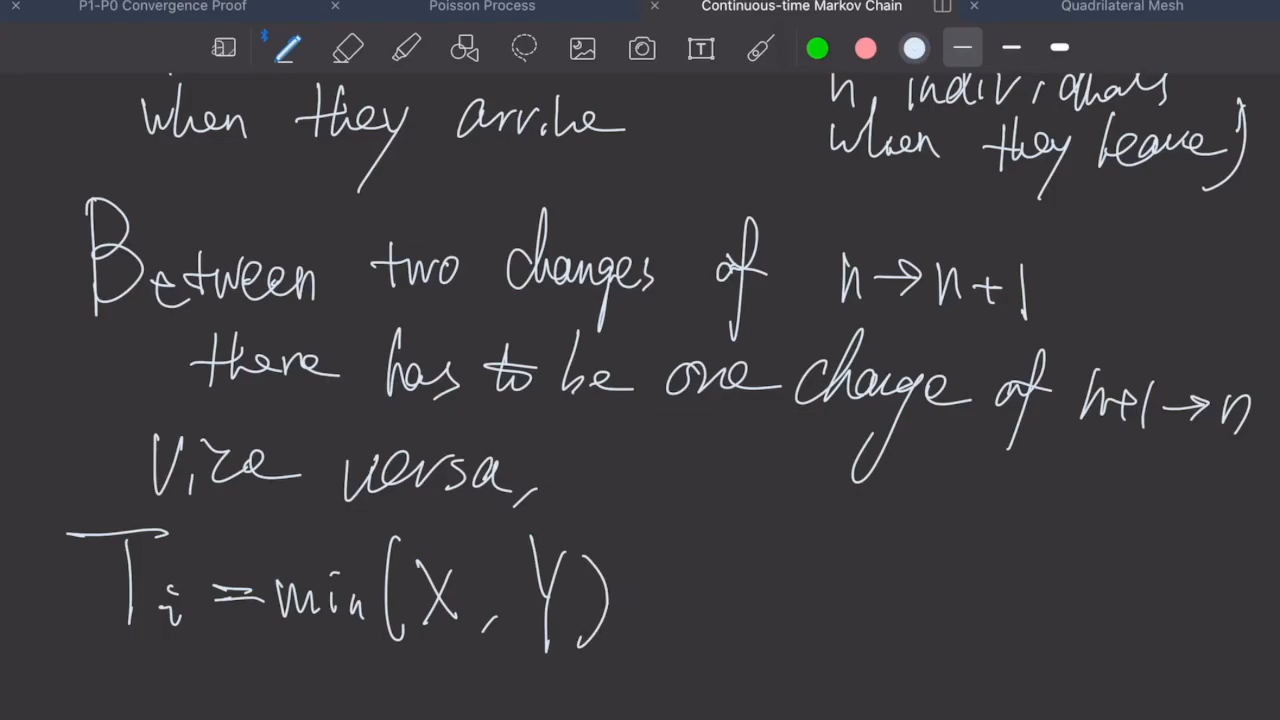 P1-P0 Convergence Proof Poisson Process Continuous-time Markov Chain Quadrilateral Mesh
when they arrive
n individuals
when they leave)
Between two changes of n → n+1
there has to be one change of n+1 → n
Vice versa,
T_i = min(X, Y)